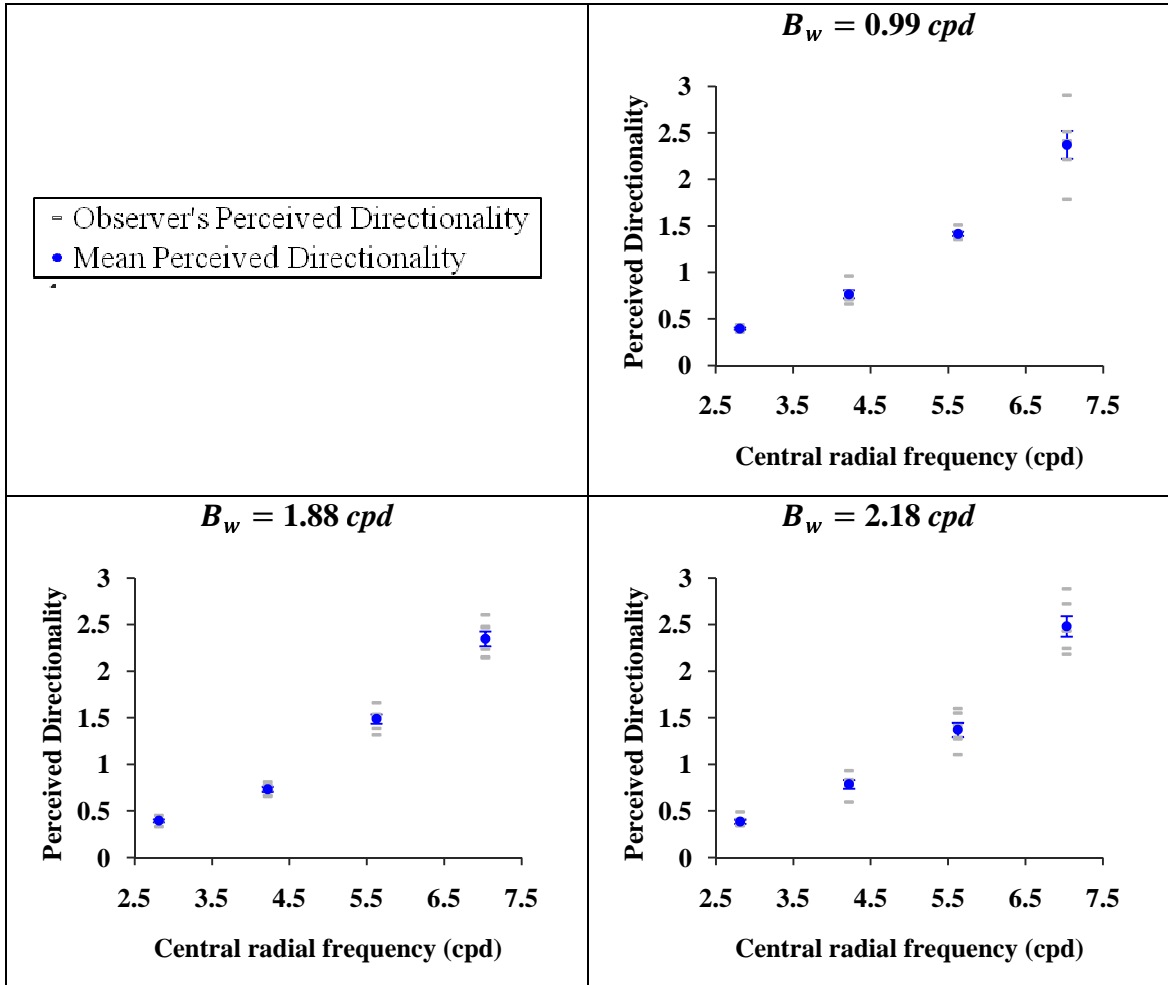 Observer's Perceived Directionality
Mean Perceived Directionality
B_w = 0.99 cpd
Perceived Directionality
3
2.5
2
1.5
1
0.5
0
2.5 3.5 4.5 5.5 6.5 7.5
Central radial frequency (cpd)
B_w = 1.88 cpd
Perceived Directionality
3
2.5
2
1.5
1
0.5
0
2.5 3.5 4.5 5.5 6.5 7.5
Central radial frequency (cpd)
B_w = 2.18 cpd
Perceived Directionality
3
2.5
2
1.5
1
0.5
0
2.5 3.5 4.5 5.5 6.5 7.5
Central radial frequency (cpd)